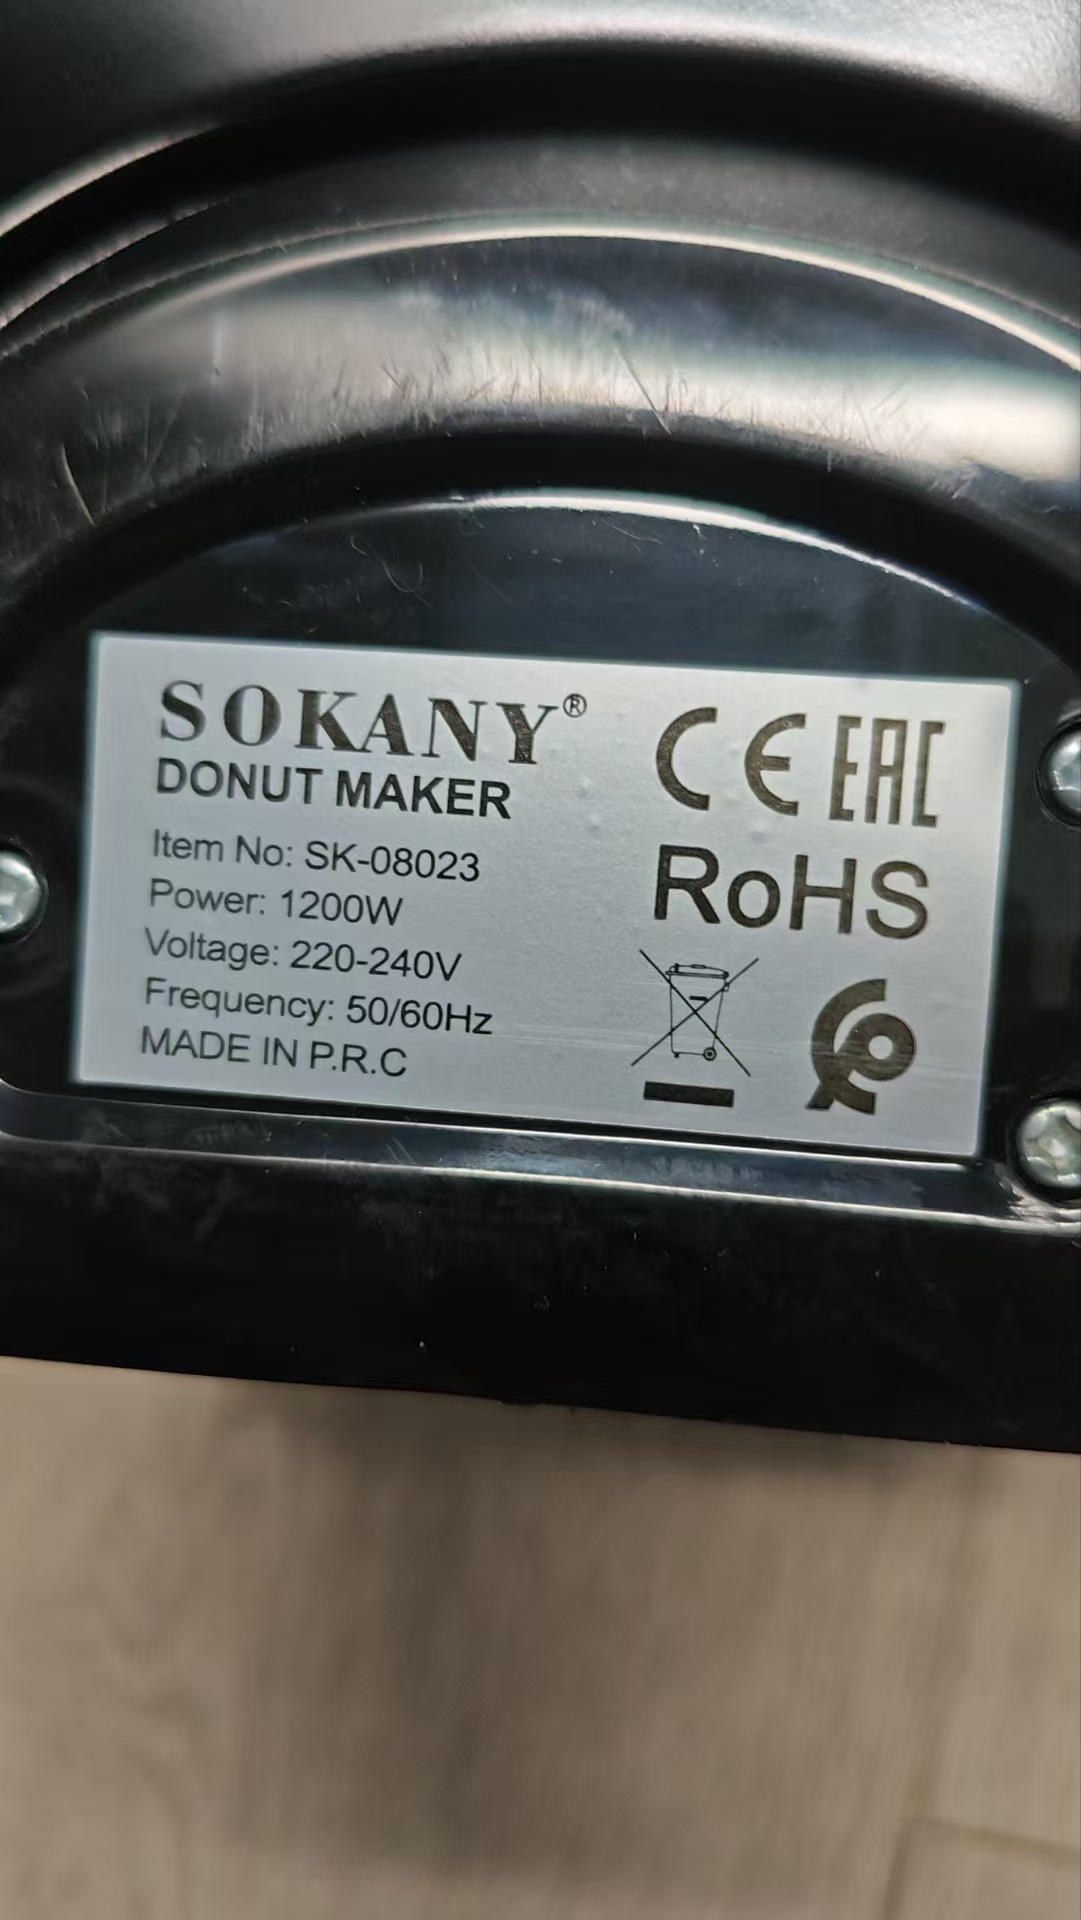 SOKANY®
DONUT MAKER
Item No: SK-08023
Power: 1200W
Voltage: 220-240V
Frequency: 50/60Hz
MADE IN P.R.C
CE EAC
RoHS